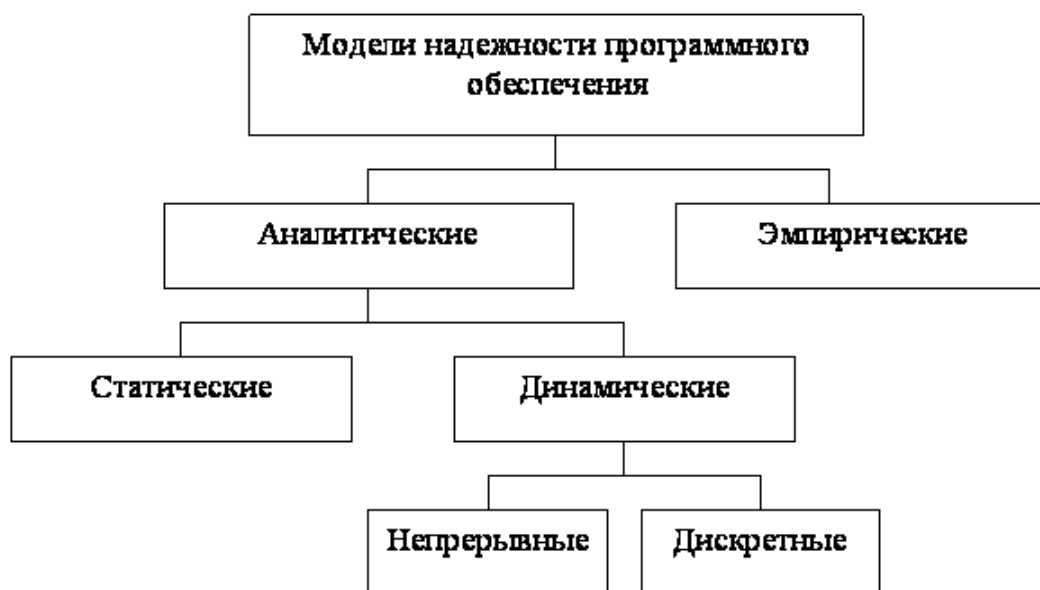 Модели надежности программного
обеспечения
Аналитические
Эмпирические
Статические
Динамические
Непрерывные
Дискретные